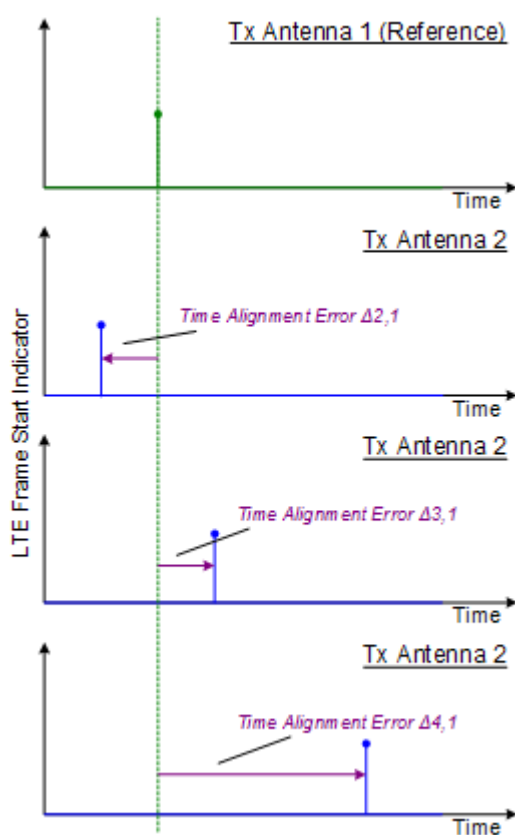 Tx Antenna 1 (Reference)
Time
Tx Antenna 2
Time Alignment Error Δ2,1
Time
LTE Frame Start Indicator
Tx Antenna 2
Time Alignment Error Δ3,1
Time
Tx Antenna 2
Time Alignment Error Δ4,1
Time